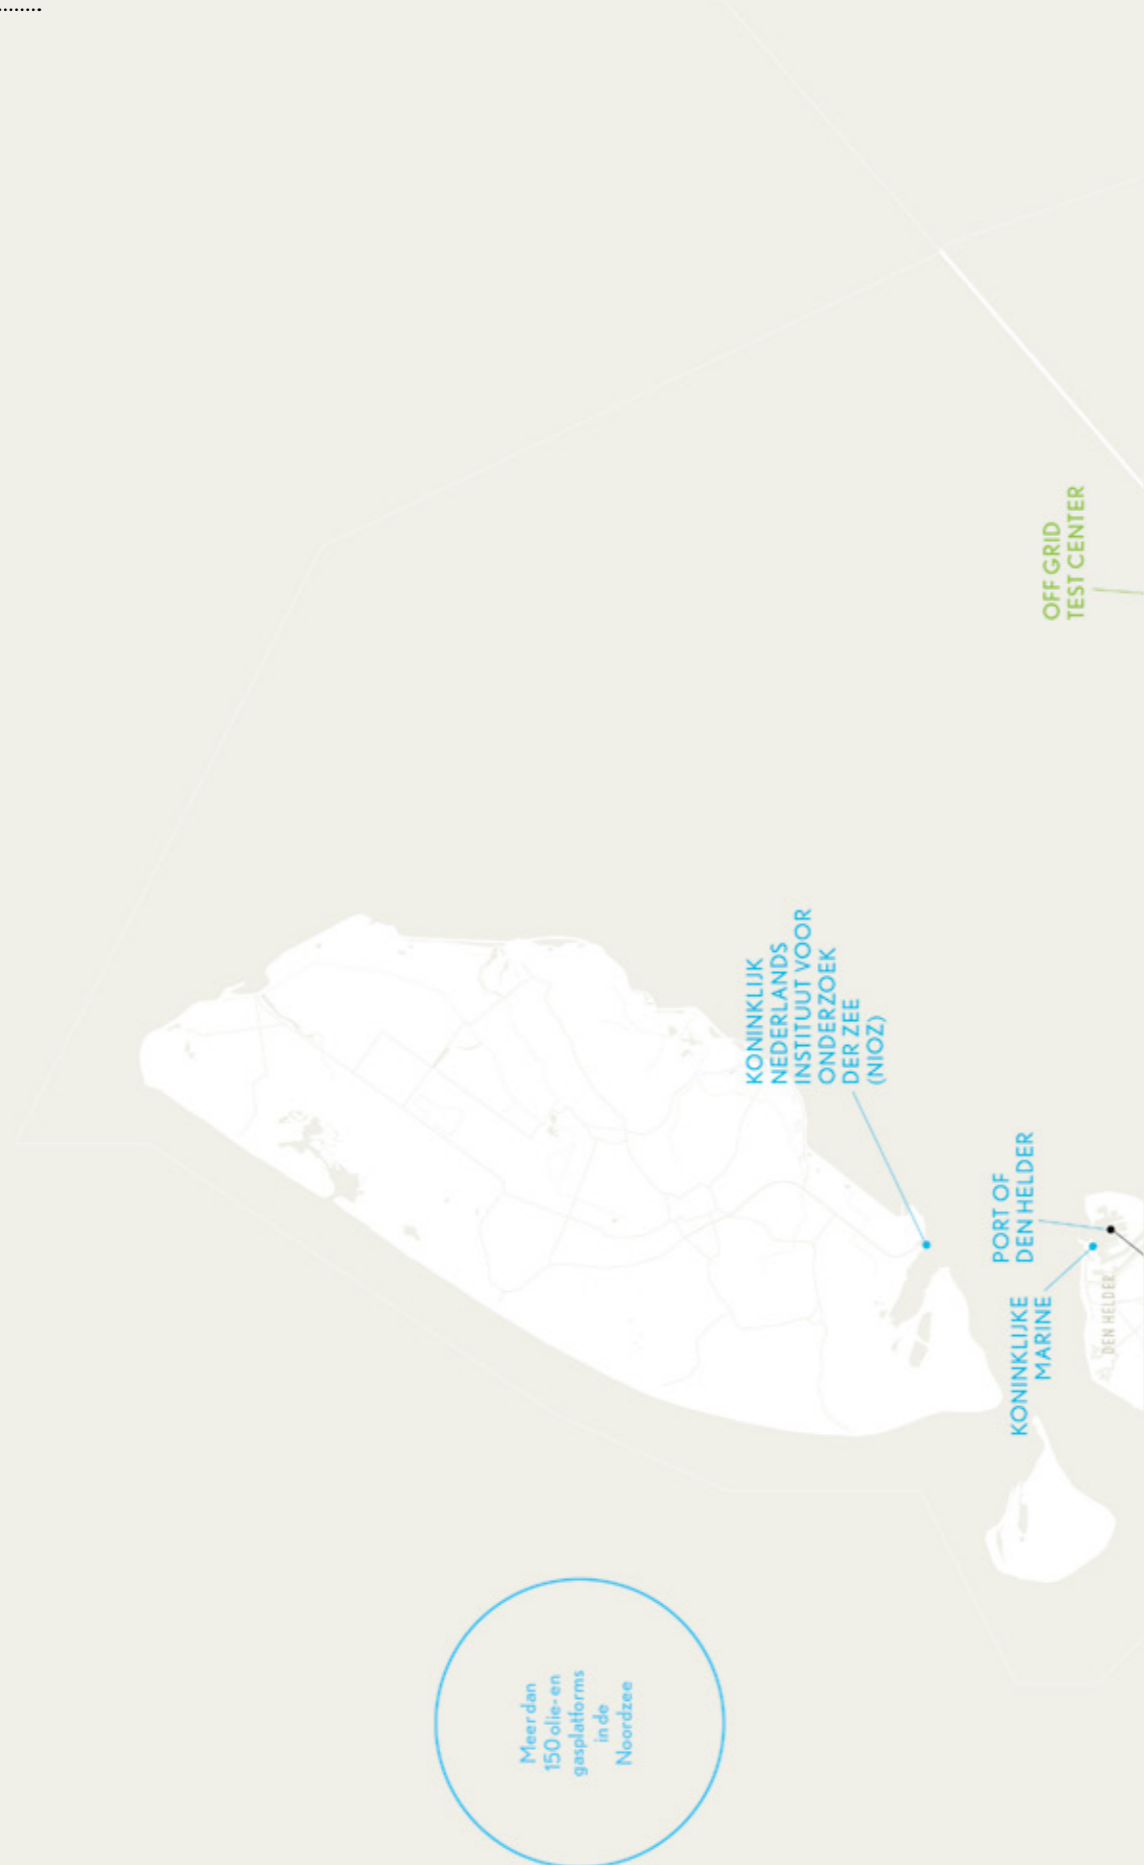 OFF GRID
TEST CENTER
KONINKLIJK
NEDERLANDS
INSTITUUT VOOR
ONDERZOEK
DER ZEE
(NIOZ)
PORT OF
DEN HELDER
KONINKLIJKE
MARINE
DEN HELDER
Meer dan
150 olie- en
gasplatforms
in de
Noordzee